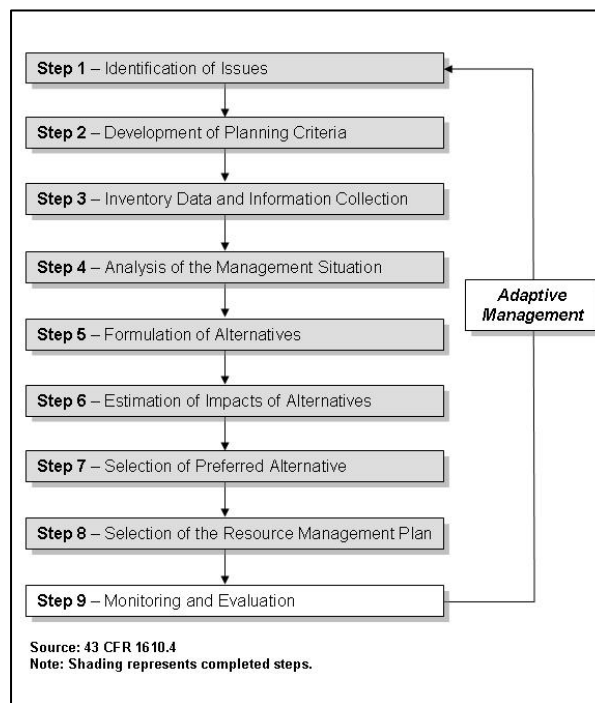 Step 1 – Identification of Issues
Step 2 – Development of Planning Criteria
Step 3 – Inventory Data and Information Collection
Step 4 – Analysis of the Management Situation
Adaptive
Management
Step 5 – Formulation of Alternatives
Step 6 – Estimation of Impacts of Alternatives
Step 7 – Selection of Preferred Alternative
Step 8 – Selection of the Resource Management Plan
Step 9 – Monitoring and Evaluation
Source: 43 CFR 1610.4
Note: Shading represents completed steps.